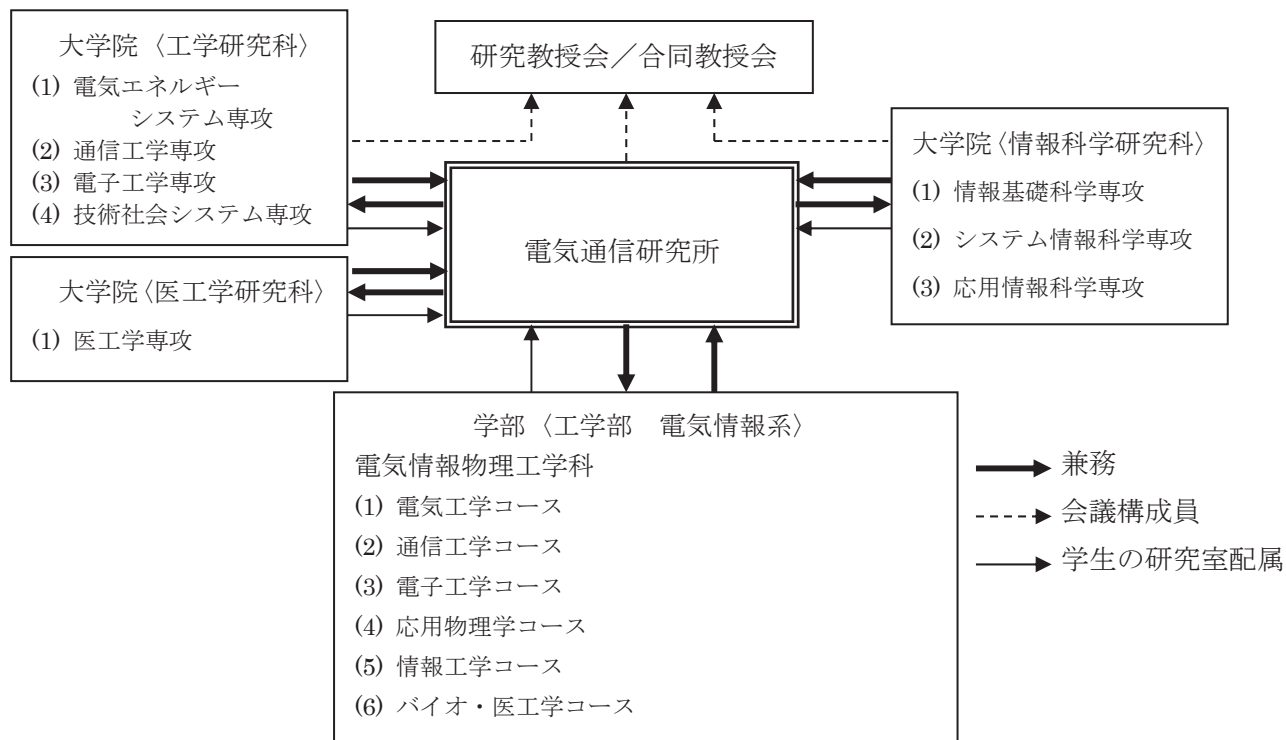 大学院〈工学研究科〉
(1) 電気エネルギー
システム専攻
(2) 通信工学専攻
(3) 電子工学専攻
(4) 技術社会システム専攻
研究教授会／合同教授会
大学院〈情報科学研究科〉
(1) 情報基礎科学専攻
(2) システム情報科学専攻
(3) 応用情報科学専攻
電気通信研究所
大学院〈医工学研究科〉
(1) 医工学専攻
学部〈工学部　電気情報系〉
電気情報物理工学科
(1) 電気工学コース
(2) 通信工学コース
(3) 電子工学コース
(4) 応用物理学コース
(5) 情報工学コース
(6) バイオ・医工学コース
兼務
会議構成員
学生の研究室配属